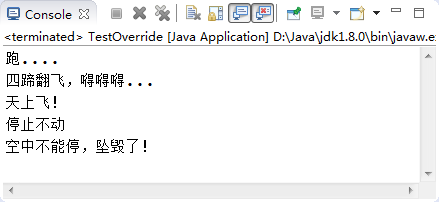 Console
<terminated> TestOverride [Java Application] D:\Java\jdk1.8.0\bin\javaw.e
跑....
四蹄翻飞，嘚嘚嘚...
天上飞!
停止不动
空中不能停，坠毁了!